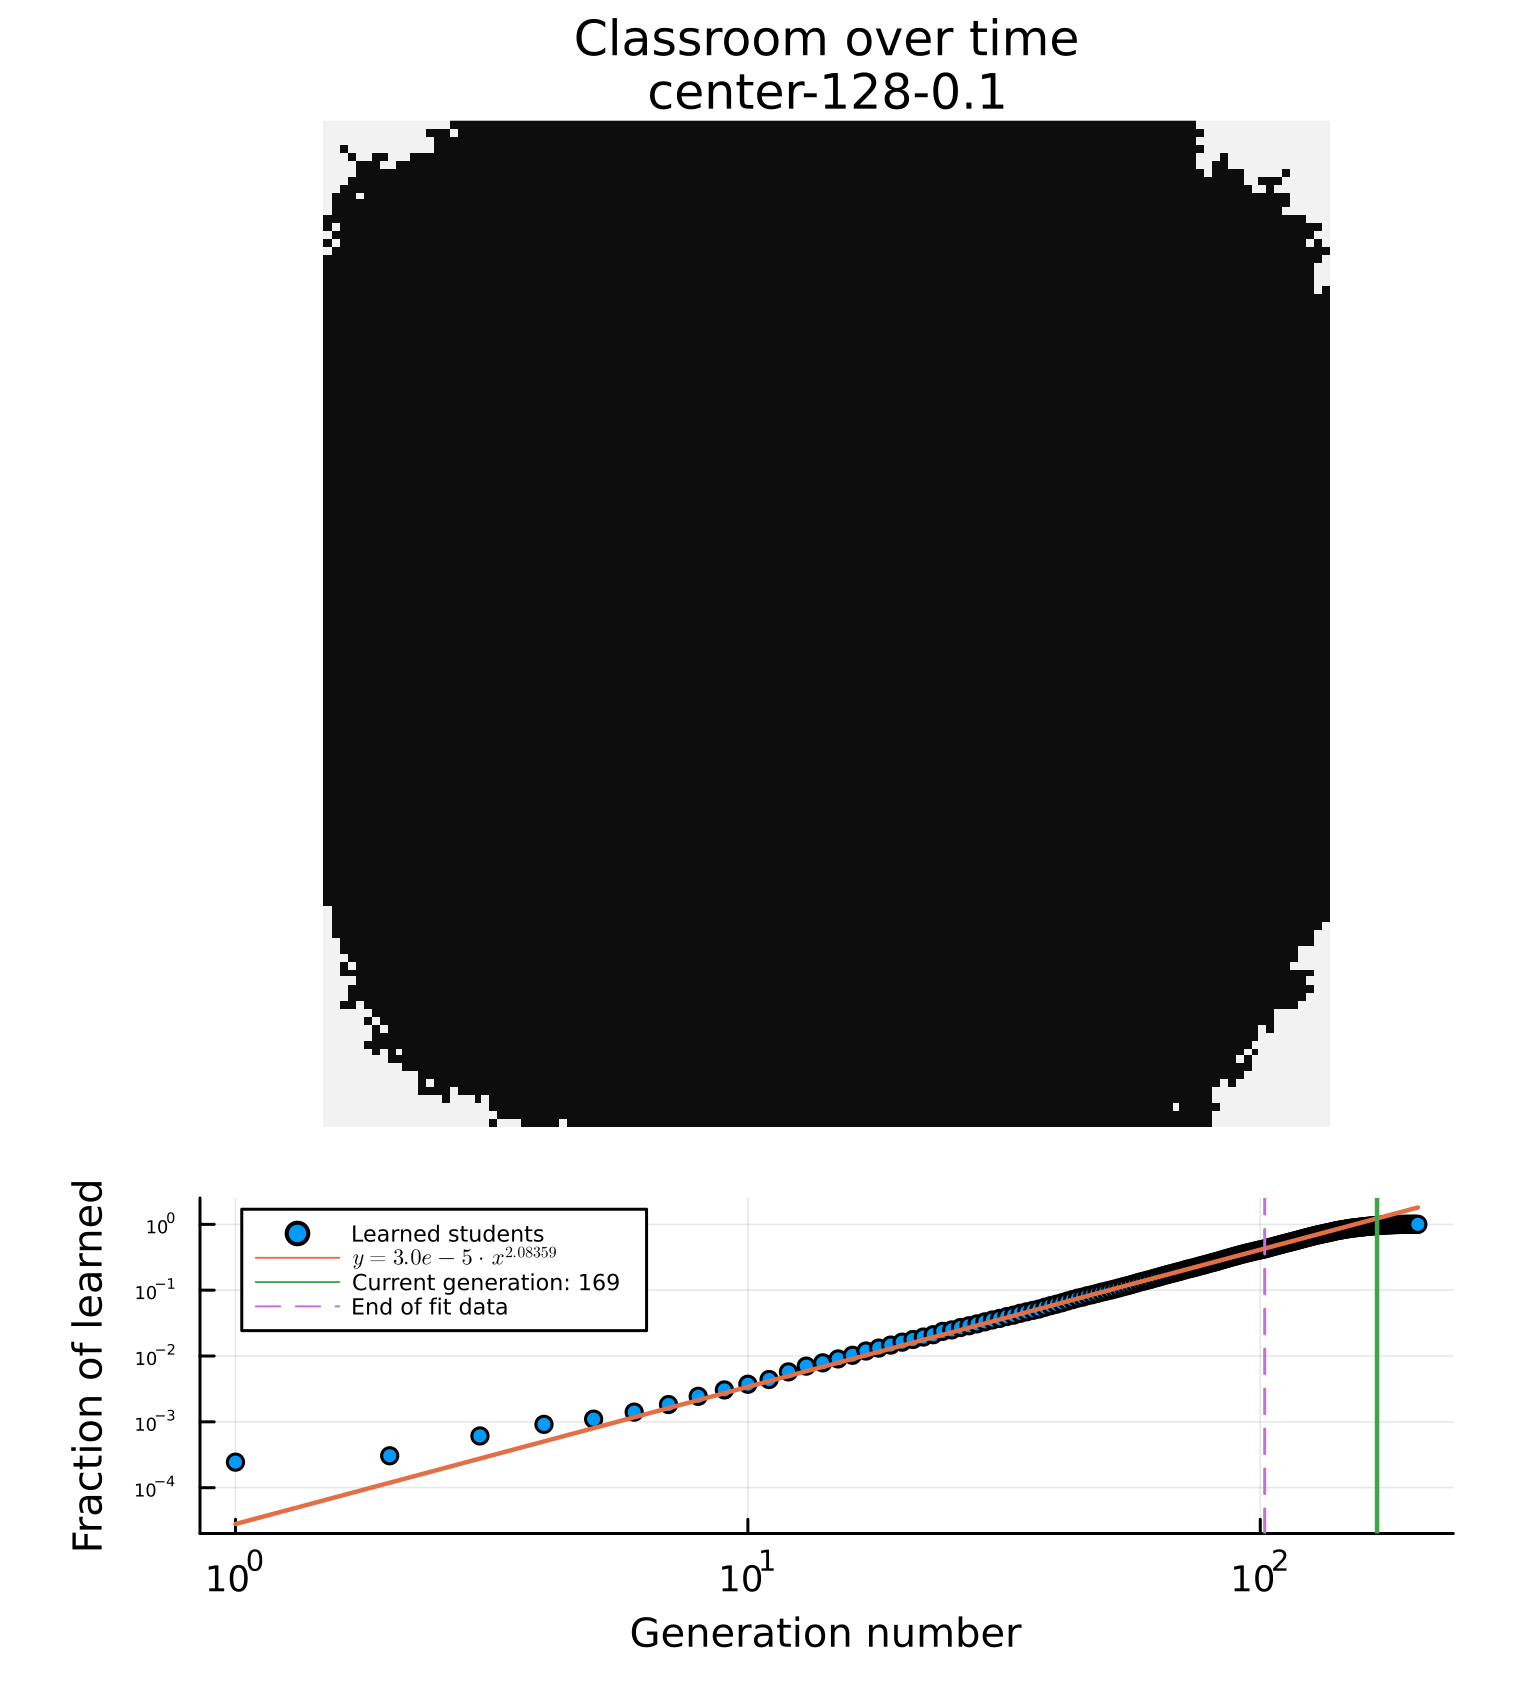 Classroom over time
center-128-0.1
Fraction of learned
10^0
10^−1
10^−2
10^−3
10^−4
Learned students
y = 3.0e − 5 · x^2.08359
Current generation: 169
End of fit data
10^0 10^1 10^2
Generation number